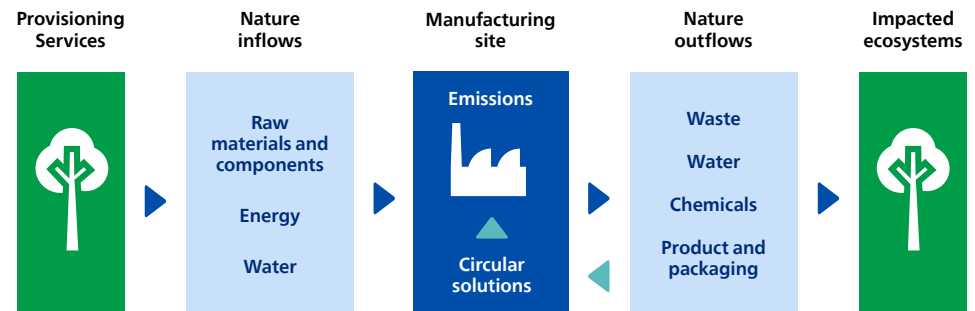 Provisioning
Services
Nature
inflows
Manufacturing
site
Nature
outflows
Impacted
ecosystems
Raw
materials and
components
Energy
Water
Emissions
Circular
solutions
Waste
Water
Chemicals
Product and
packaging